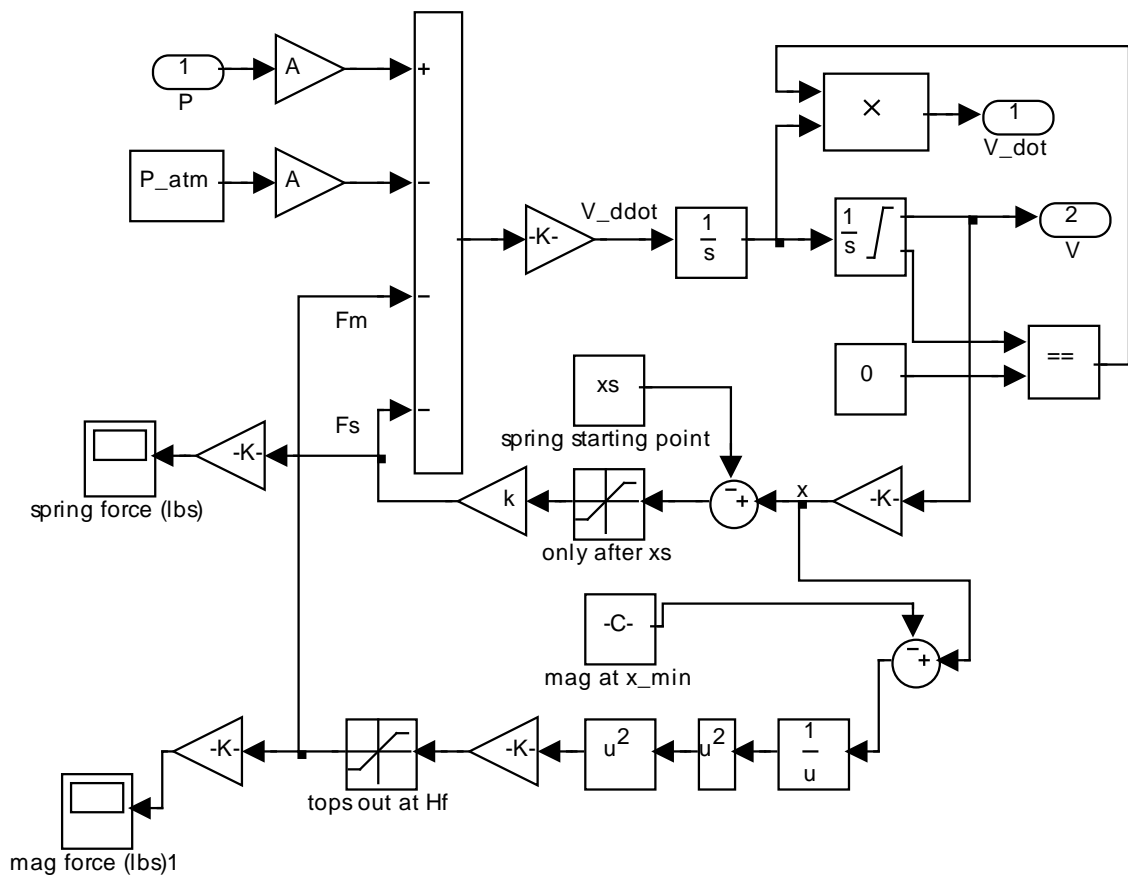 1
P
A
+
×
1
V_dot
P_atm
A
−
-K-
V_ddot
1
s
1
s
2
V
Fm
−
0
==
xs
spring starting point
Fs
−
-K-
spring force (lbs)
k
only after xs
−
+
x
-K-
-C-
mag at x_min
−
+
-K-
tops out at Hf
-K-
u²
u²
1
u
mag force (lbs)1